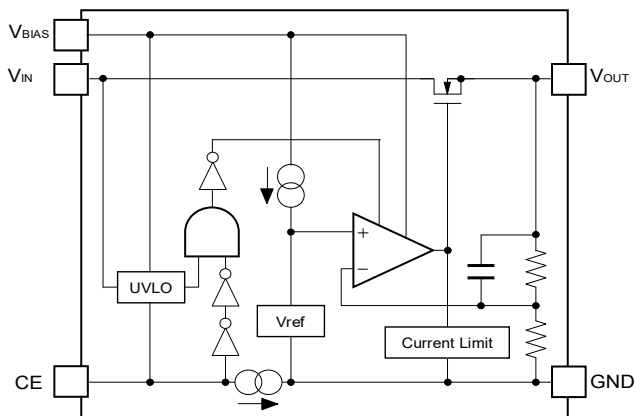 VBIAS
VIN
VOUT
+
−
UVLO
Vref
Current Limit
CE
GND